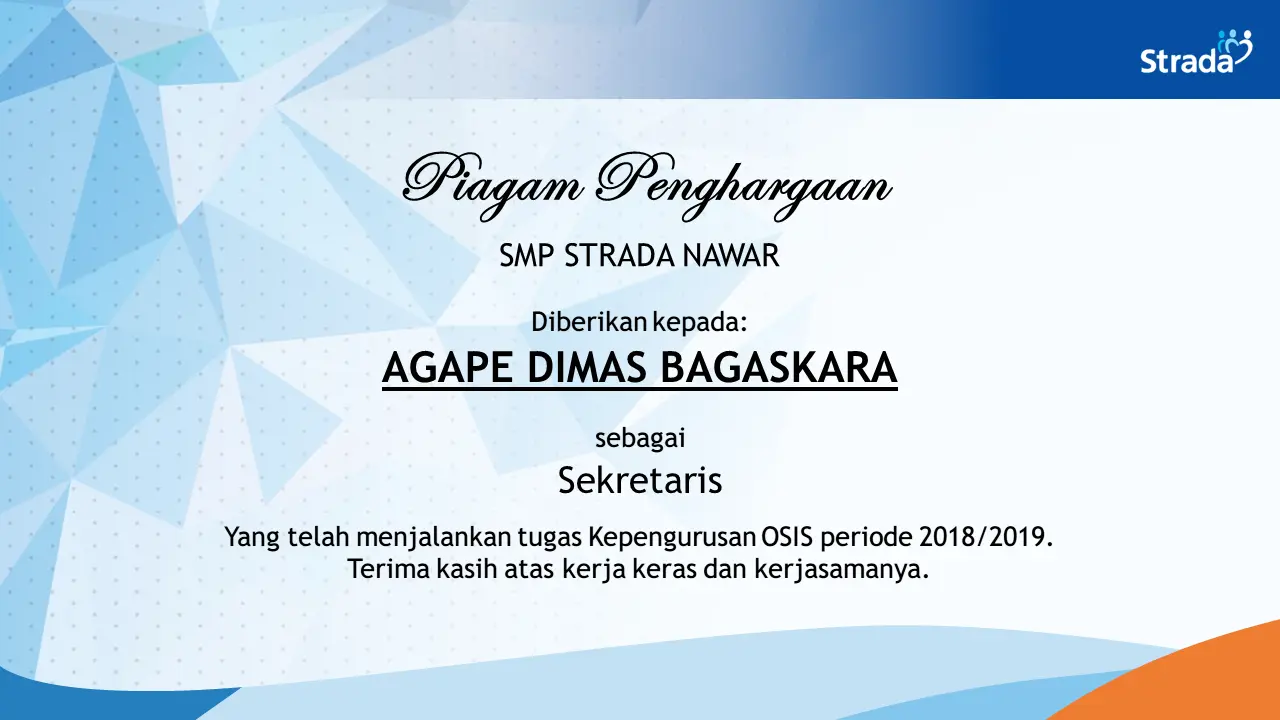 Strada
Piagam Penghargaan
SMP STRADA NAWAR
Diberikan kepada:
AGAPE DIMAS BAGASKARA
sebagai
Sekretaris
Yang telah menjalankan tugas Kepengurusan OSIS periode 2018/2019.
Terima kasih atas kerja keras dan kerjasamanya.